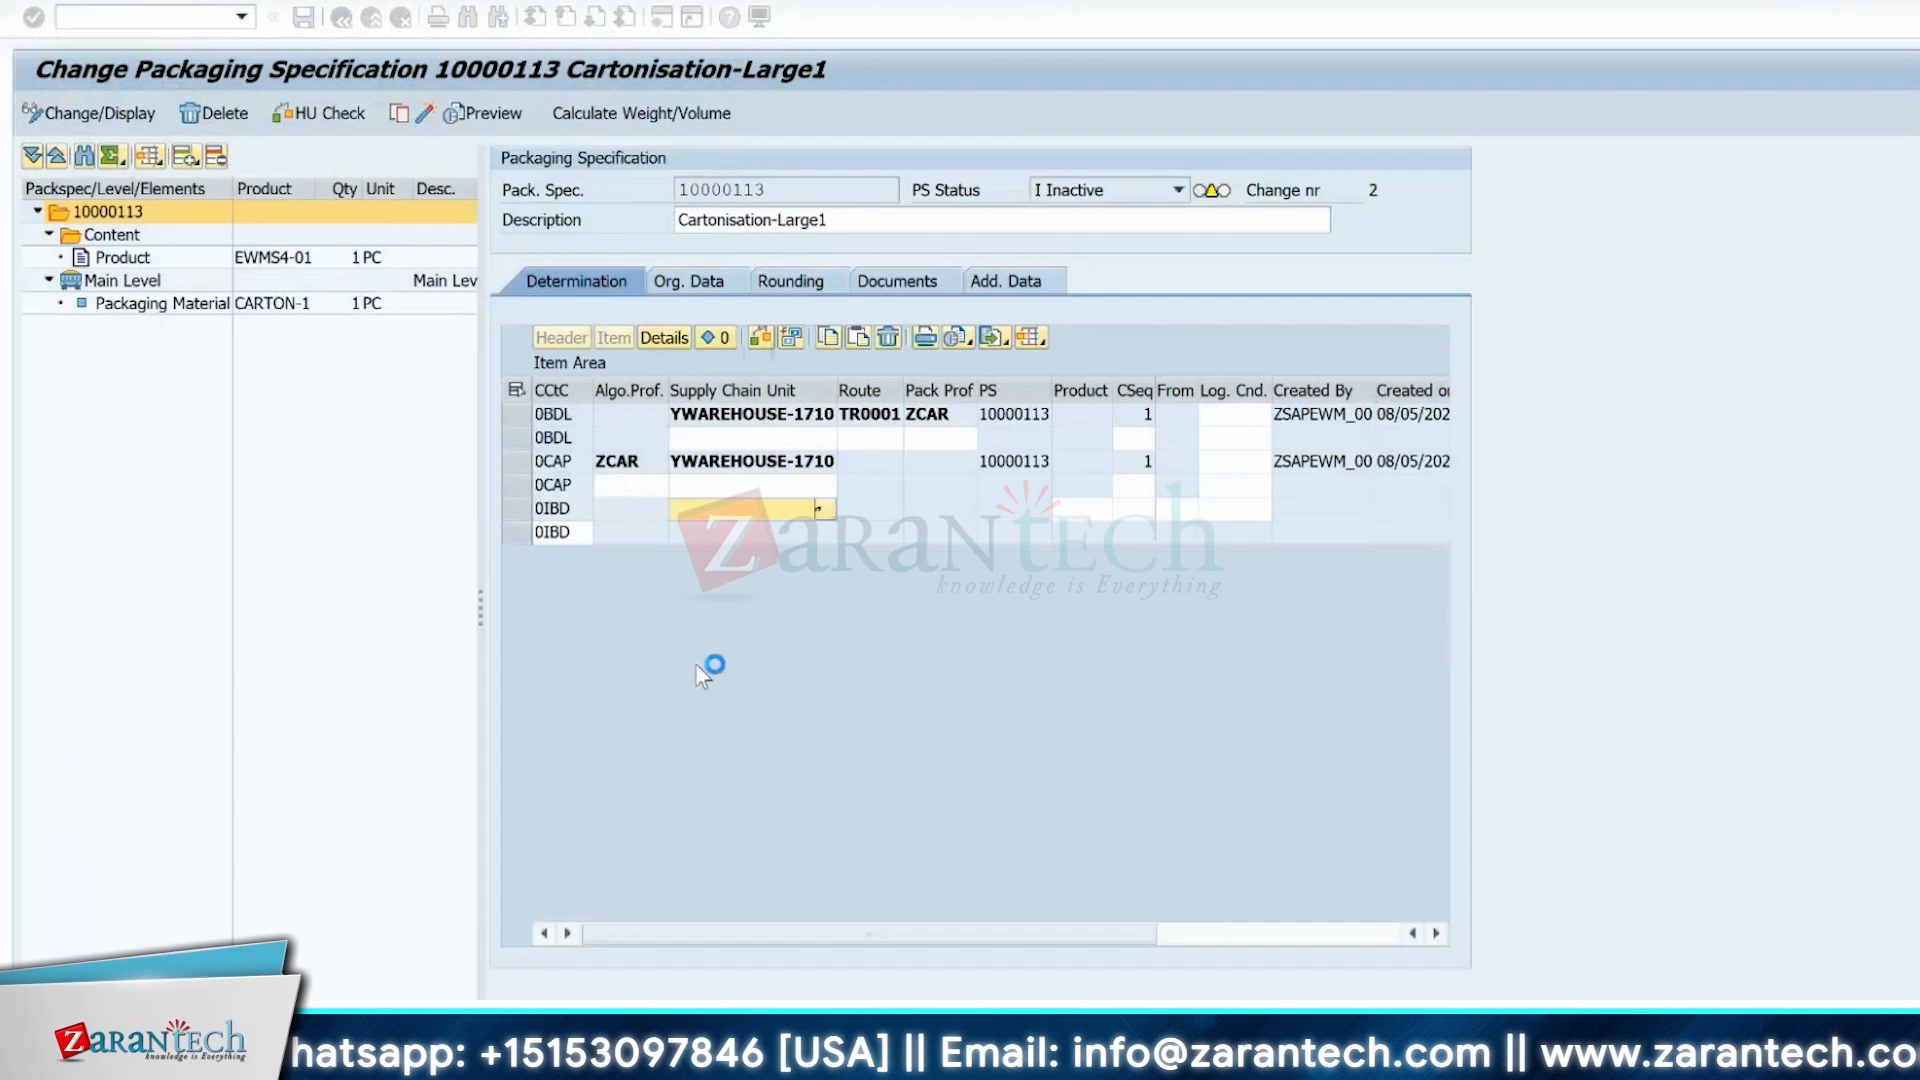 Change Packaging Specification 10000113 Cartonisation-Large1
Change/Display Delete HU Check Preview Calculate Weight/Volume
Packspec/Level/Elements Product Qty Unit Desc.
10000113
Content
Product EWMS4-01 1 PC
Main Level Main Lev
Packaging Material CARTON-1 1 PC
Packaging Specification
Pack. Spec. 10000113 PS Status I Inactive Change nr 2
Description Cartonisation-Large1
Determination Org. Data Rounding Documents Add. Data
Header Item Details 0
Item Area
CCtC Algo.Prof. Supply Chain Unit Route Pack Prof PS Product CSeq From Log. Cnd. Created By Created on
0BDL YWAREHOUSE-1710 TR0001 ZCAR 10000113 1 ZSAPEWM_00 08/05/202
0BDL
0CAP ZCAR YWAREHOUSE-1710 10000113 1 ZSAPEWM_00 08/05/202
0CAP
0IBD
0IBD
ZaranTech
knowledge is Everything
ZaranTech
knowledge is Everything
hatsapp: +15153097846 [USA] || Email: info@zarantech.com || www.zarantech.co